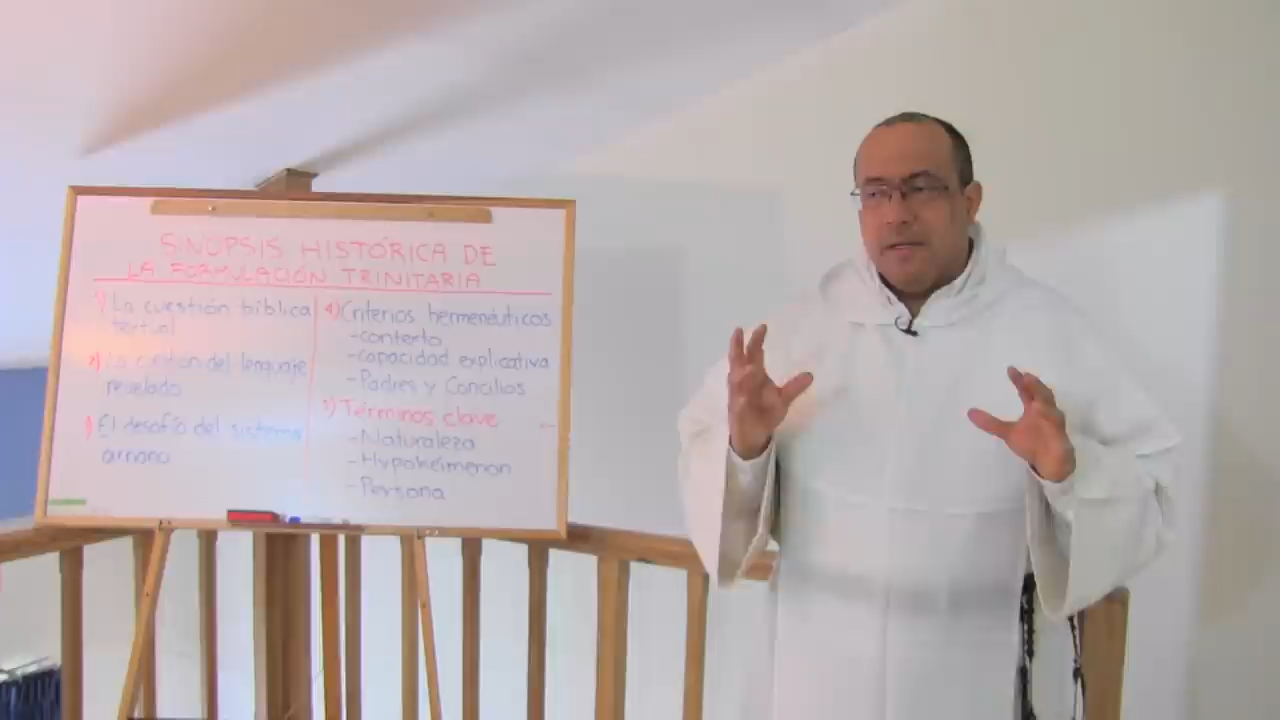 SINOPSIS HISTÓRICA DE
LA FORMULACIÓN TRINITARIA
1) La cuestión bíblica
textual
2) La cuestión del lenguaje
revelado
3) El desafío del sistema
arriano
4) Criterios hermenéuticos
-contexto
-capacidad explicativa
-Padres y Concilios
5) Términos clave
-Naturaleza
-Hypokéimenon
-Persona